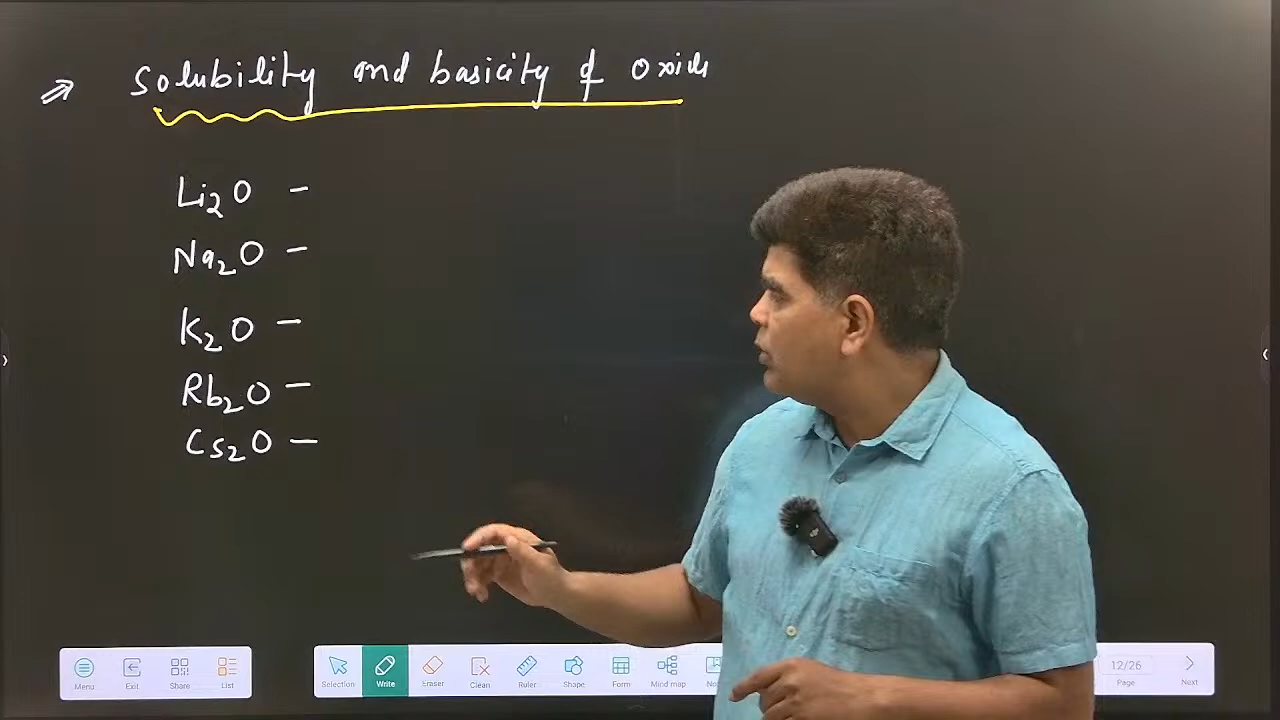 ⇒ Solubility and basicity of oxides
Li₂O –
Na₂O –
K₂O –
Rb₂O –
Cs₂O –
Menu
Exit
Share
List
Selection
Write
Eraser
Clean
Ruler
Shape
Form
Mind map
12/26
Page
Next